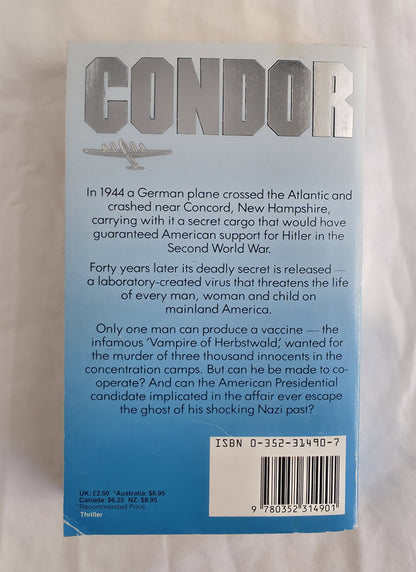 CONDOR
In 1944 a German plane crossed the Atlantic and
crashed near Concord, New Hampshire,
carrying with it a secret cargo that would have
guaranteed American support for Hitler in the
Second World War.
Forty years later its deadly secret is released —
a laboratory-created virus that threatens the life
of every man, woman and child on
mainland America.
Only one man can produce a vaccine — the
infamous 'Vampire of Herbstwald,' wanted for
the murder of three thousand innocents in the
concentration camps. But can he be made to co-
operate? And can the American Presidential
candidate implicated in the affair ever escape
the ghost of his shocking Nazi past?
ISBN 0-352-31490-7
9 780352 314901
UK: £2.50 *Australia: $6.95
Canada: $6.25 NZ: $8.95
*Recommended Price
Thriller